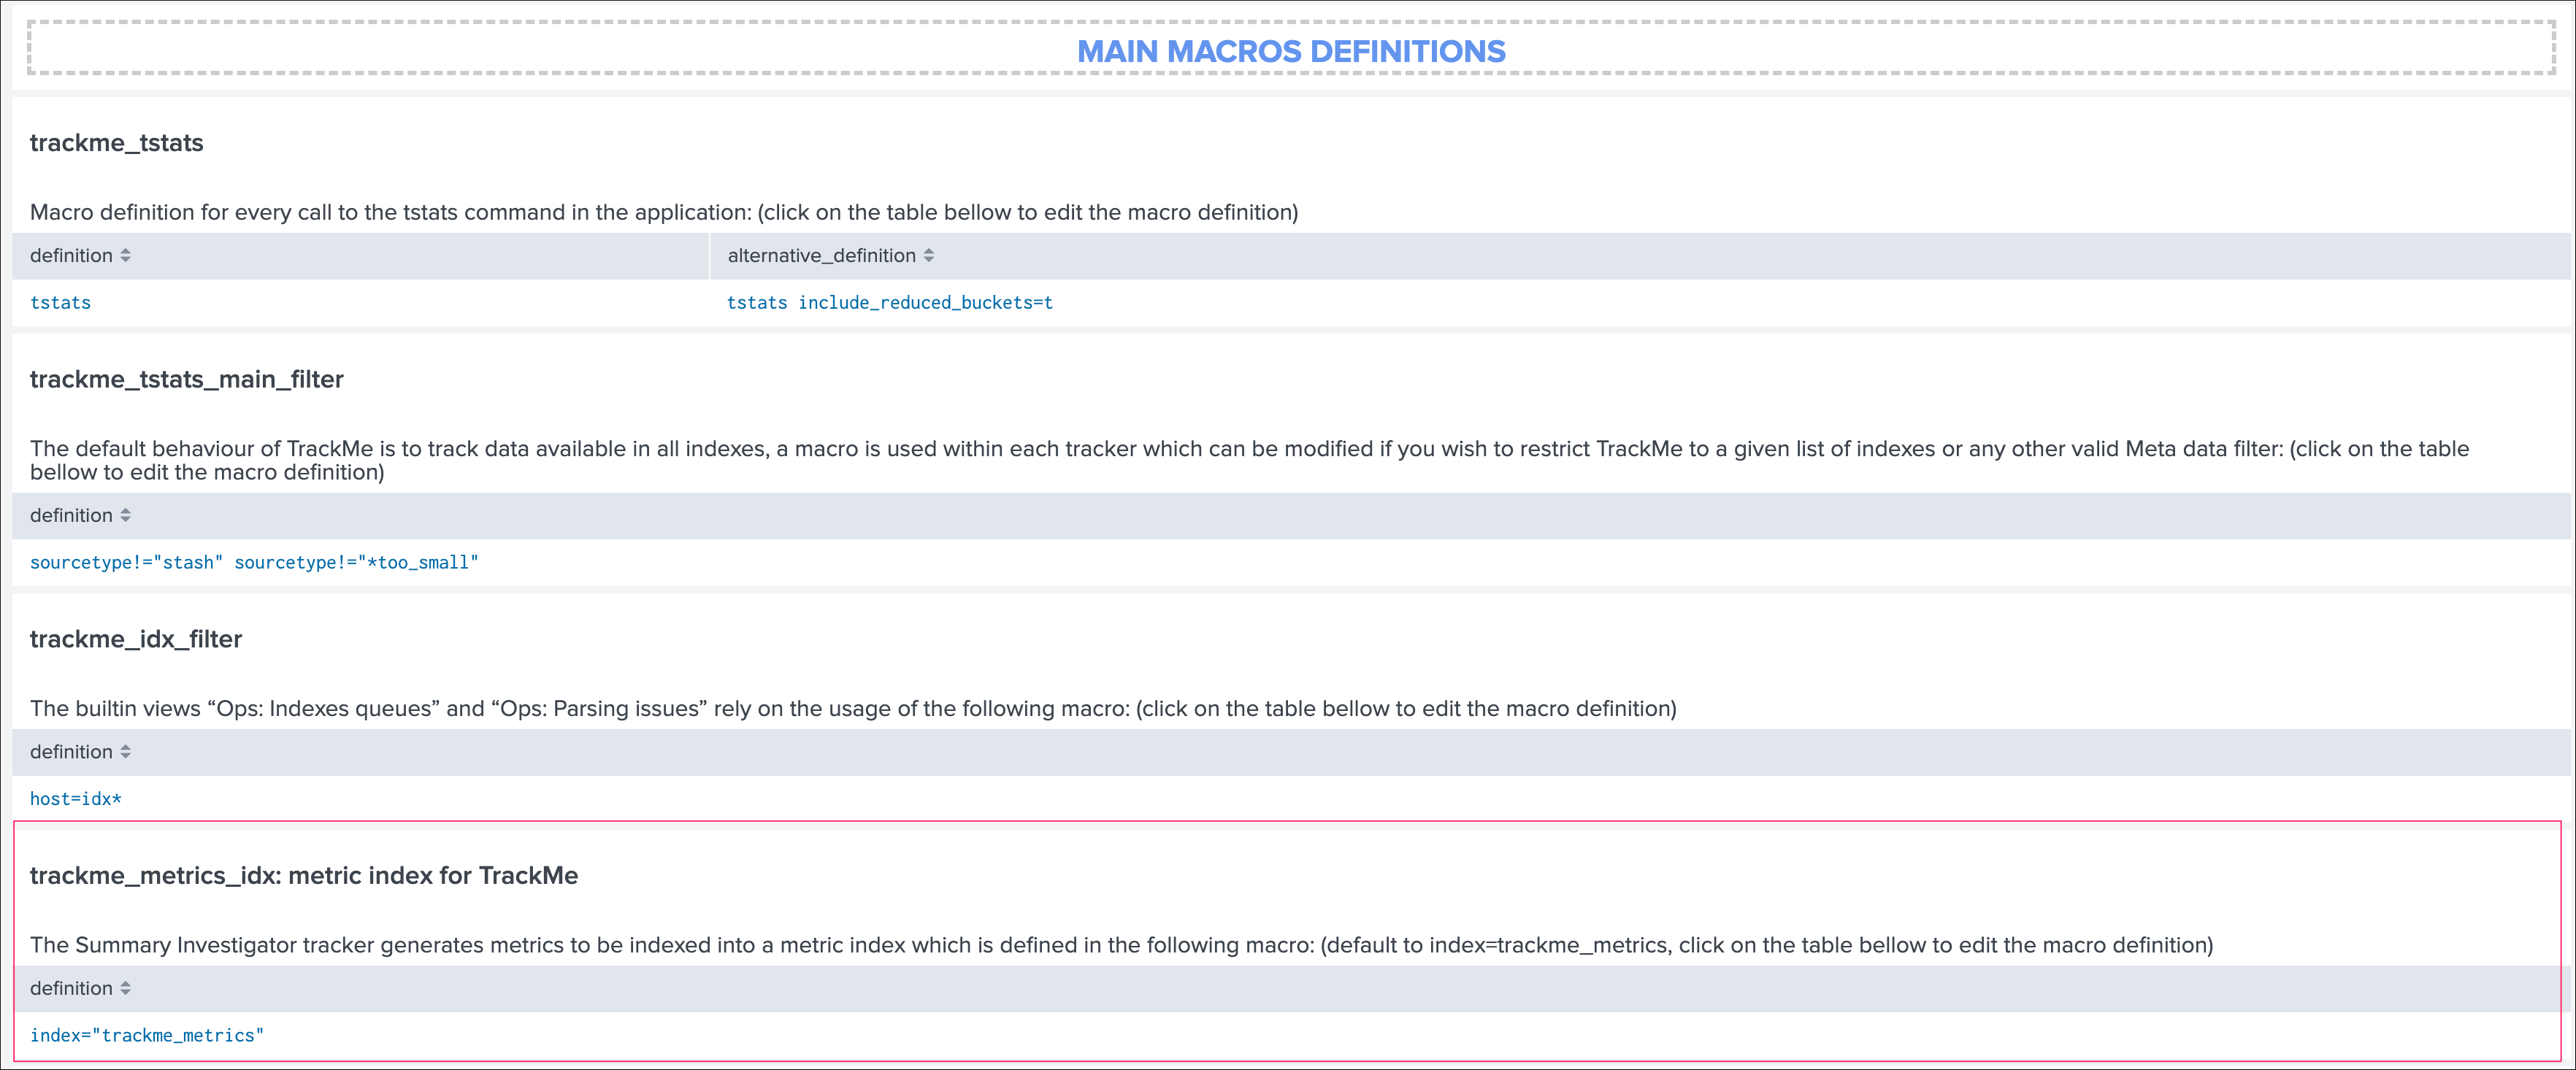 MAIN MACROS DEFINITIONS
trackme_tstats
Macro definition for every call to the tstats command in the application: (click on the table bellow to edit the macro definition)
definition alternative_definition
tstats tstats include_reduced_buckets=t
trackme_tstats_main_filter
The default behaviour of TrackMe is to track data available in all indexes, a macro is used within each tracker which can be modified if you wish to restrict TrackMe to a given list of indexes or any other valid Meta data filter: (click on the table
bellow to edit the macro definition)
definition
sourcetype!="stash" sourcetype!="*too_small"
trackme_idx_filter
The builtin views “Ops: Indexes queues” and “Ops: Parsing issues” rely on the usage of the following macro: (click on the table bellow to edit the macro definition)
definition
host=idx*
trackme_metrics_idx: metric index for TrackMe
The Summary Investigator tracker generates metrics to be indexed into a metric index which is defined in the following macro: (default to index=trackme_metrics, click on the table bellow to edit the macro definition)
definition
index="trackme_metrics"